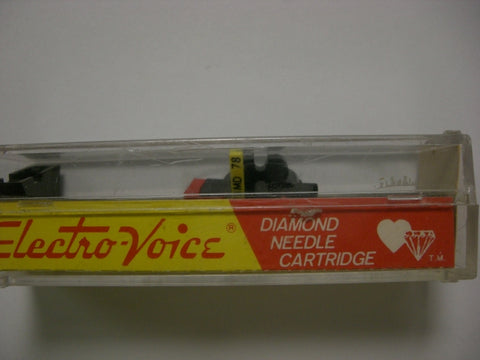 MD 78
Electro-Voice®
DIAMOND
NEEDLE
CARTRIDGE
T.M.